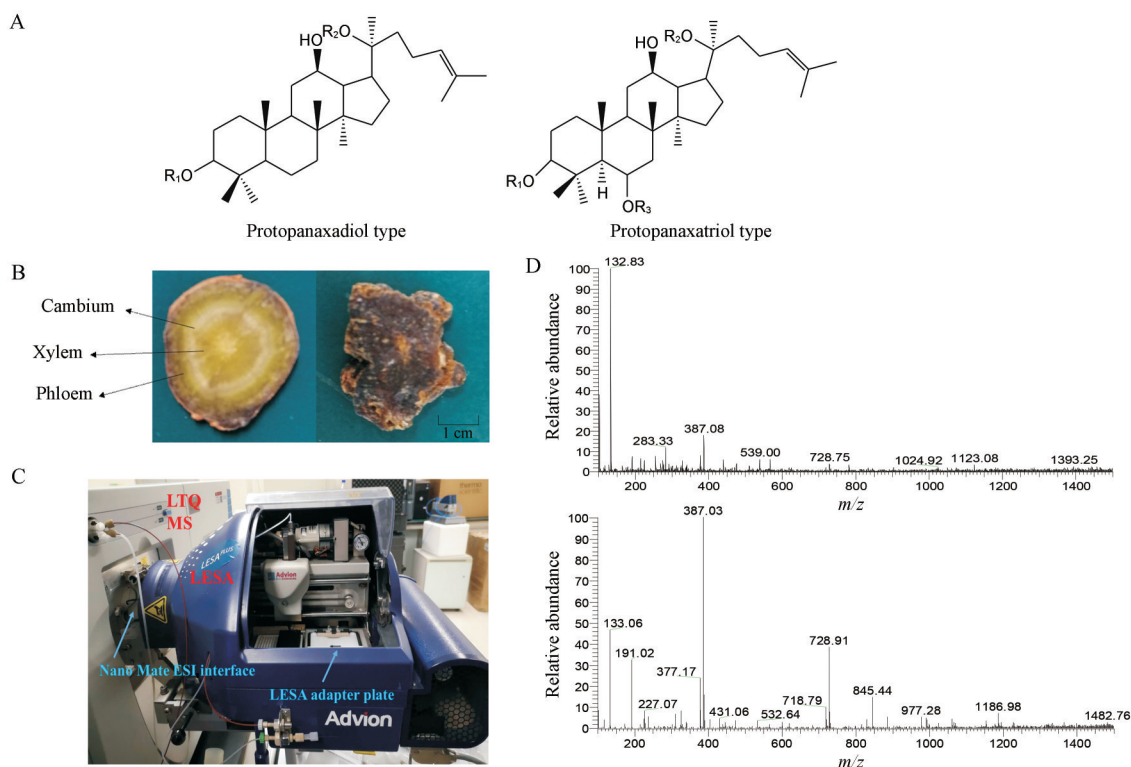 A
R₂O
HO
R₁O
Protopanaxadiol type
R₂O
HO
R₁O
H
OR₃
Protopanaxatriol type
B
Cambium
Xylem
Phloem
1 cm
C
LTQ
MS
LESA PLUS
LESA
Advion
Nano Mate ESI interface
LESA adapter plate
Advion
D
Relative abundance
100
90
80
70
60
50
40
30
20
10
0
132.83
283.33
387.08
539.00
728.75
1024.92
1123.08
1393.25
200
400
600
800
1000
1200
1400
m/z
Relative abundance
100
90
80
70
60
50
40
30
20
10
0
387.03
133.06
191.02
227.07
377.17
431.06
532.64
718.79
728.91
845.44
977.28
1186.98
1482.76
200
400
600
800
1000
1200
1400
m/z